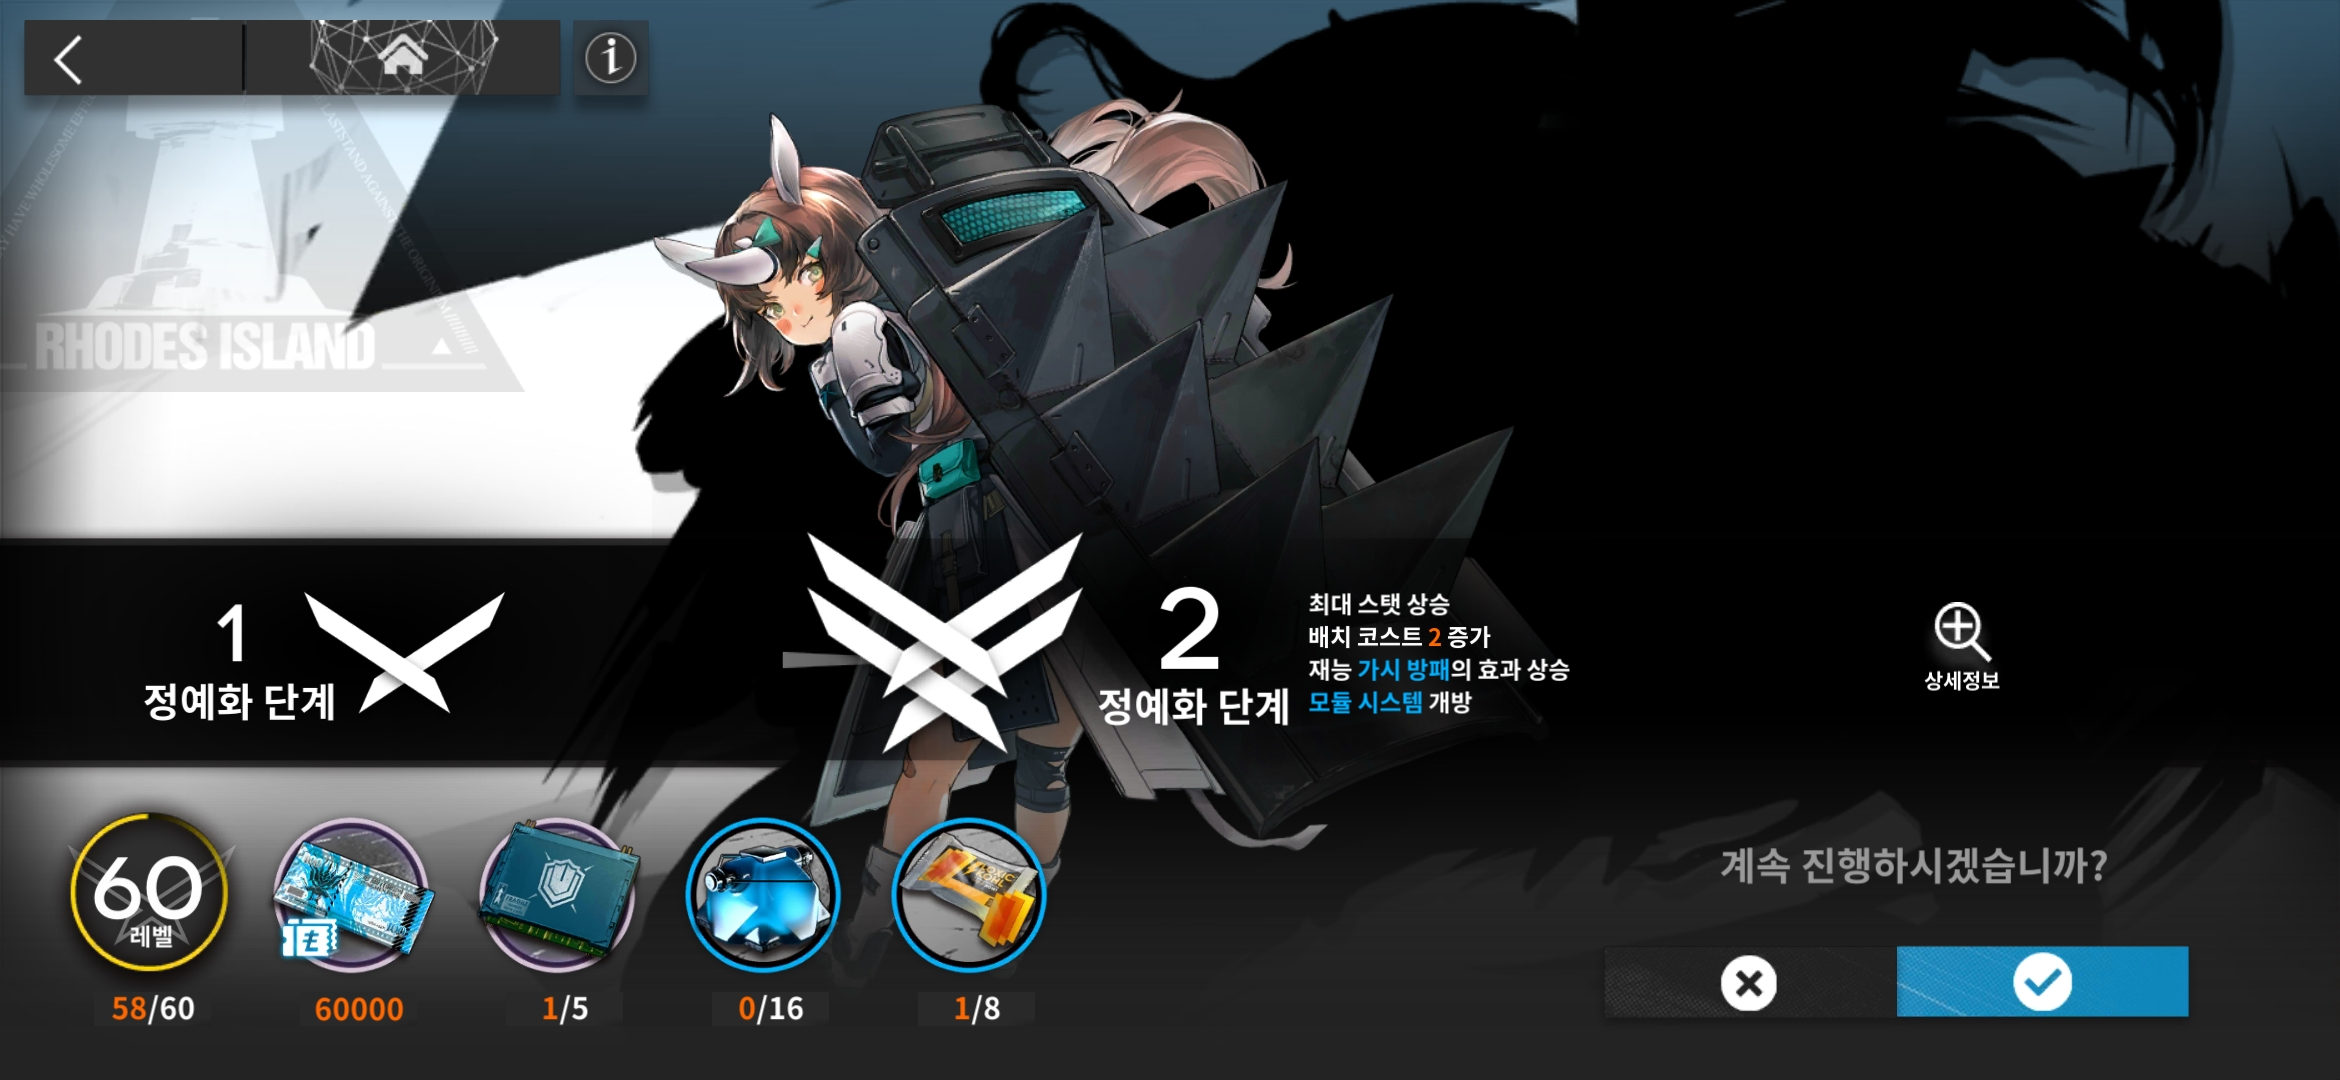 RHODES ISLAND
1
정예화 단계
2
정예화 단계
최대 스탯 상승
배치 코스트 2 증가
재능 가시 방패의 효과 상승
모듈 시스템 개방
상세정보
60
레벨
58/60
60000
1/5
0/16
1/8
계속 진행하시겠습니까?